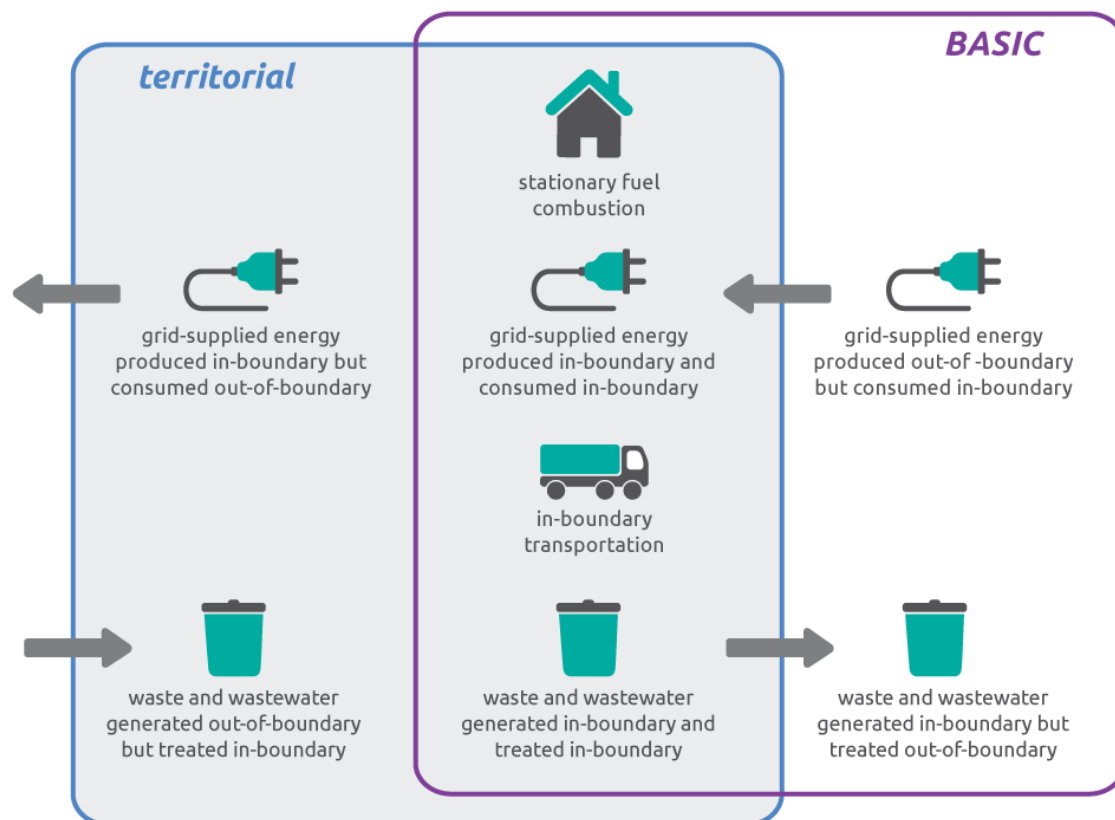 territorial
BASIC
stationary fuel
combustion
grid-supplied energy
produced in-boundary but
consumed out-of-boundary
grid-supplied energy
produced in-boundary and
consumed in-boundary
grid-supplied energy
produced out-of -boundary
but consumed in-boundary
in-boundary
transportation
waste and wastewater
generated out-of-boundary
but treated in-boundary
waste and wastewater
generated in-boundary and
treated in-boundary
waste and wastewater
generated in-boundary but
treated out-of-boundary